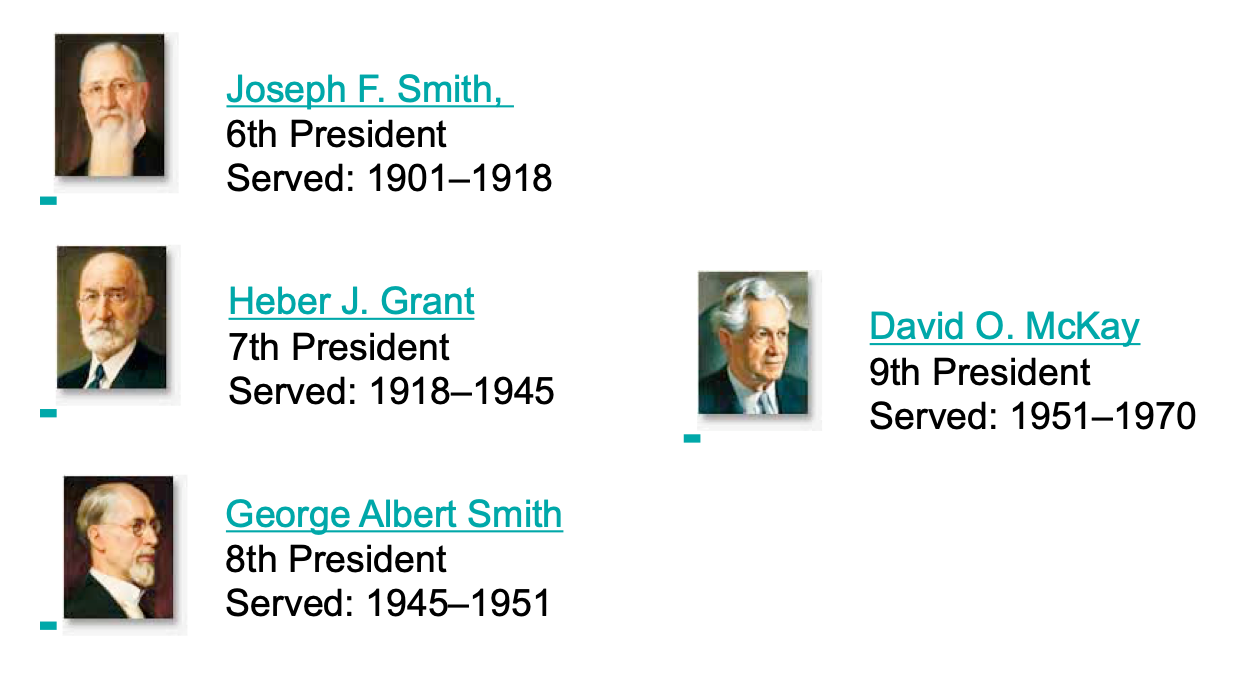 Joseph F. Smith,
6th President
Served: 1901–1918
Heber J. Grant
7th President
Served: 1918–1945
George Albert Smith
8th President
Served: 1945–1951
David O. McKay
9th President
Served: 1951–1970